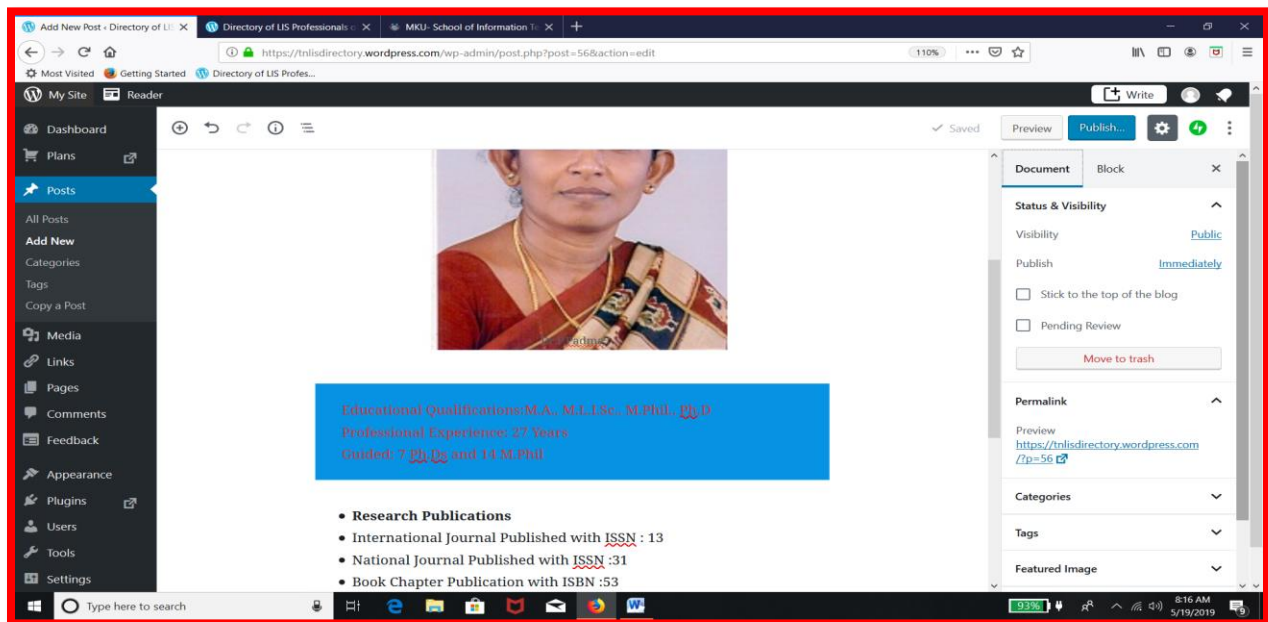 Add New Post ‹ Directory of LI
Directory of LIS Professionals o
MKU- School of Information Te
https://tnlisdirectory.wordpress.com/wp-admin/post.php?post=56&action=edit
110%
Most Visited
Getting Started
Directory of LIS Profes...
My Site
Reader
Write
Dashboard
Plans
Posts
All Posts
Add New
Categories
Tags
Copy a Post
Media
Links
Pages
Comments
Feedback
Appearance
Plugins
Users
Tools
Settings
Saved
Preview
Publish...
Educational Qualifications:M.A., M.L.I.Sc., M.Phil., Ph.D
Professional Experience: 27 Years
Guided: 7 Ph.Ds and 14 M.Phil
• Research Publications
• International Journal Published with ISSN : 13
• National Journal Published with ISSN :31
• Book Chapter Publication with ISBN :53
Document
Block
Status & Visibility
Visibility
Public
Publish
Immediately
Stick to the top of the blog
Pending Review
Move to trash
Permalink
Preview
https://tnlisdirectory.wordpress.com
/?p=56
Categories
Tags
Featured Image
Type here to search
93%
8:16 AM
5/19/2019